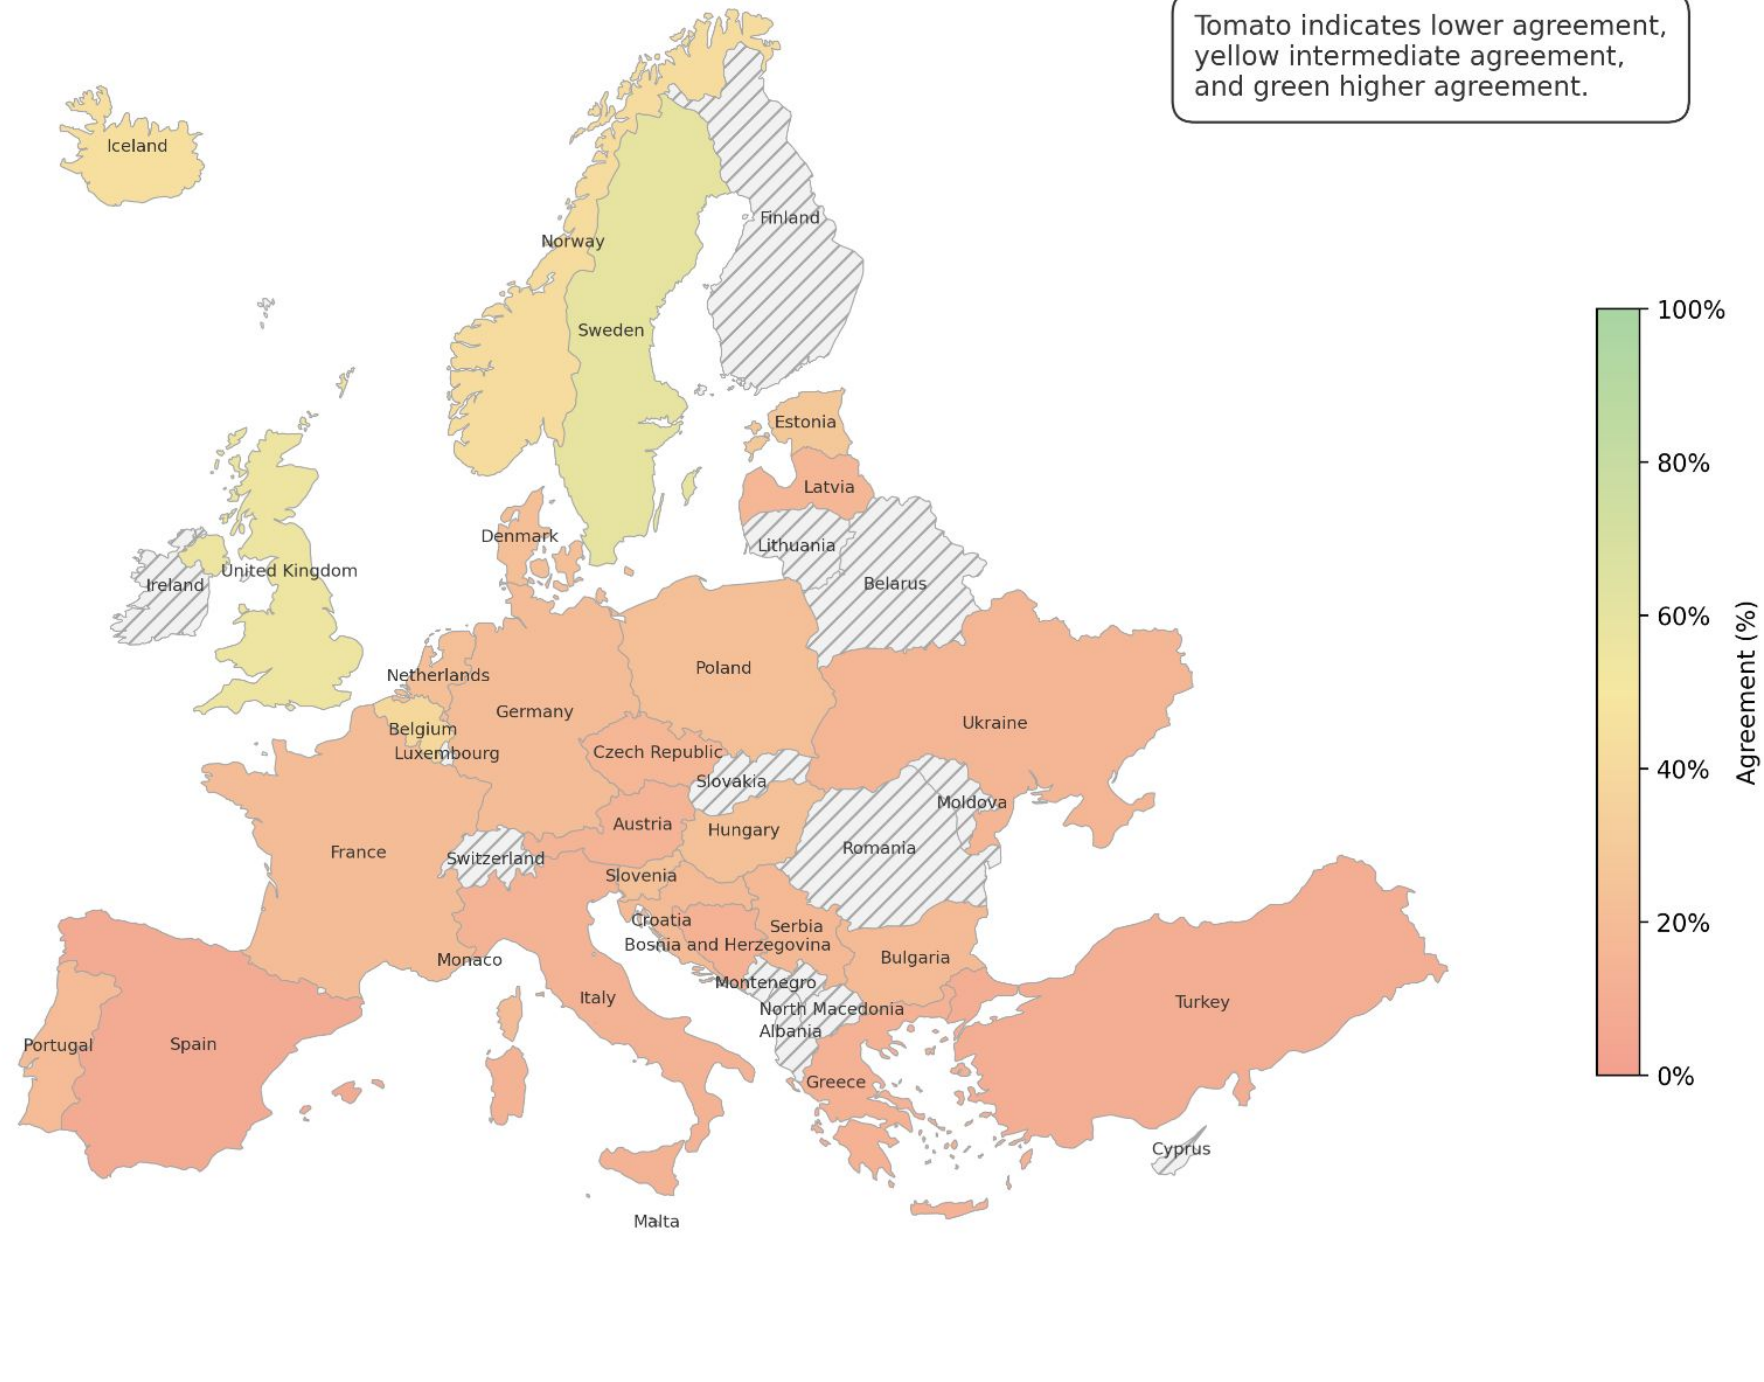 Tomato indicates lower agreement,
yellow intermediate agreement,
and green higher agreement.
Iceland
Finland
Norway
Sweden
Estonia
Latvia
Denmark
Lithuania
United Kingdom
Ireland
Belarus
Poland
Netherlands
Germany
Ukraine
Belgium
Luxembourg
Czech Republic
Slovakia
Moldova
Austria
Hungary
Romania
France
Switzerland
Slovenia
Croatia
Serbia
Bosnia and Herzegovina
Monaco
Bulgaria
Montenegro
Italy
Turkey
North Macedonia
Albania
Portugal
Spain
Greece
Cyprus
Malta
100%
80%
60%
40%
20%
0%
Agreement (%)